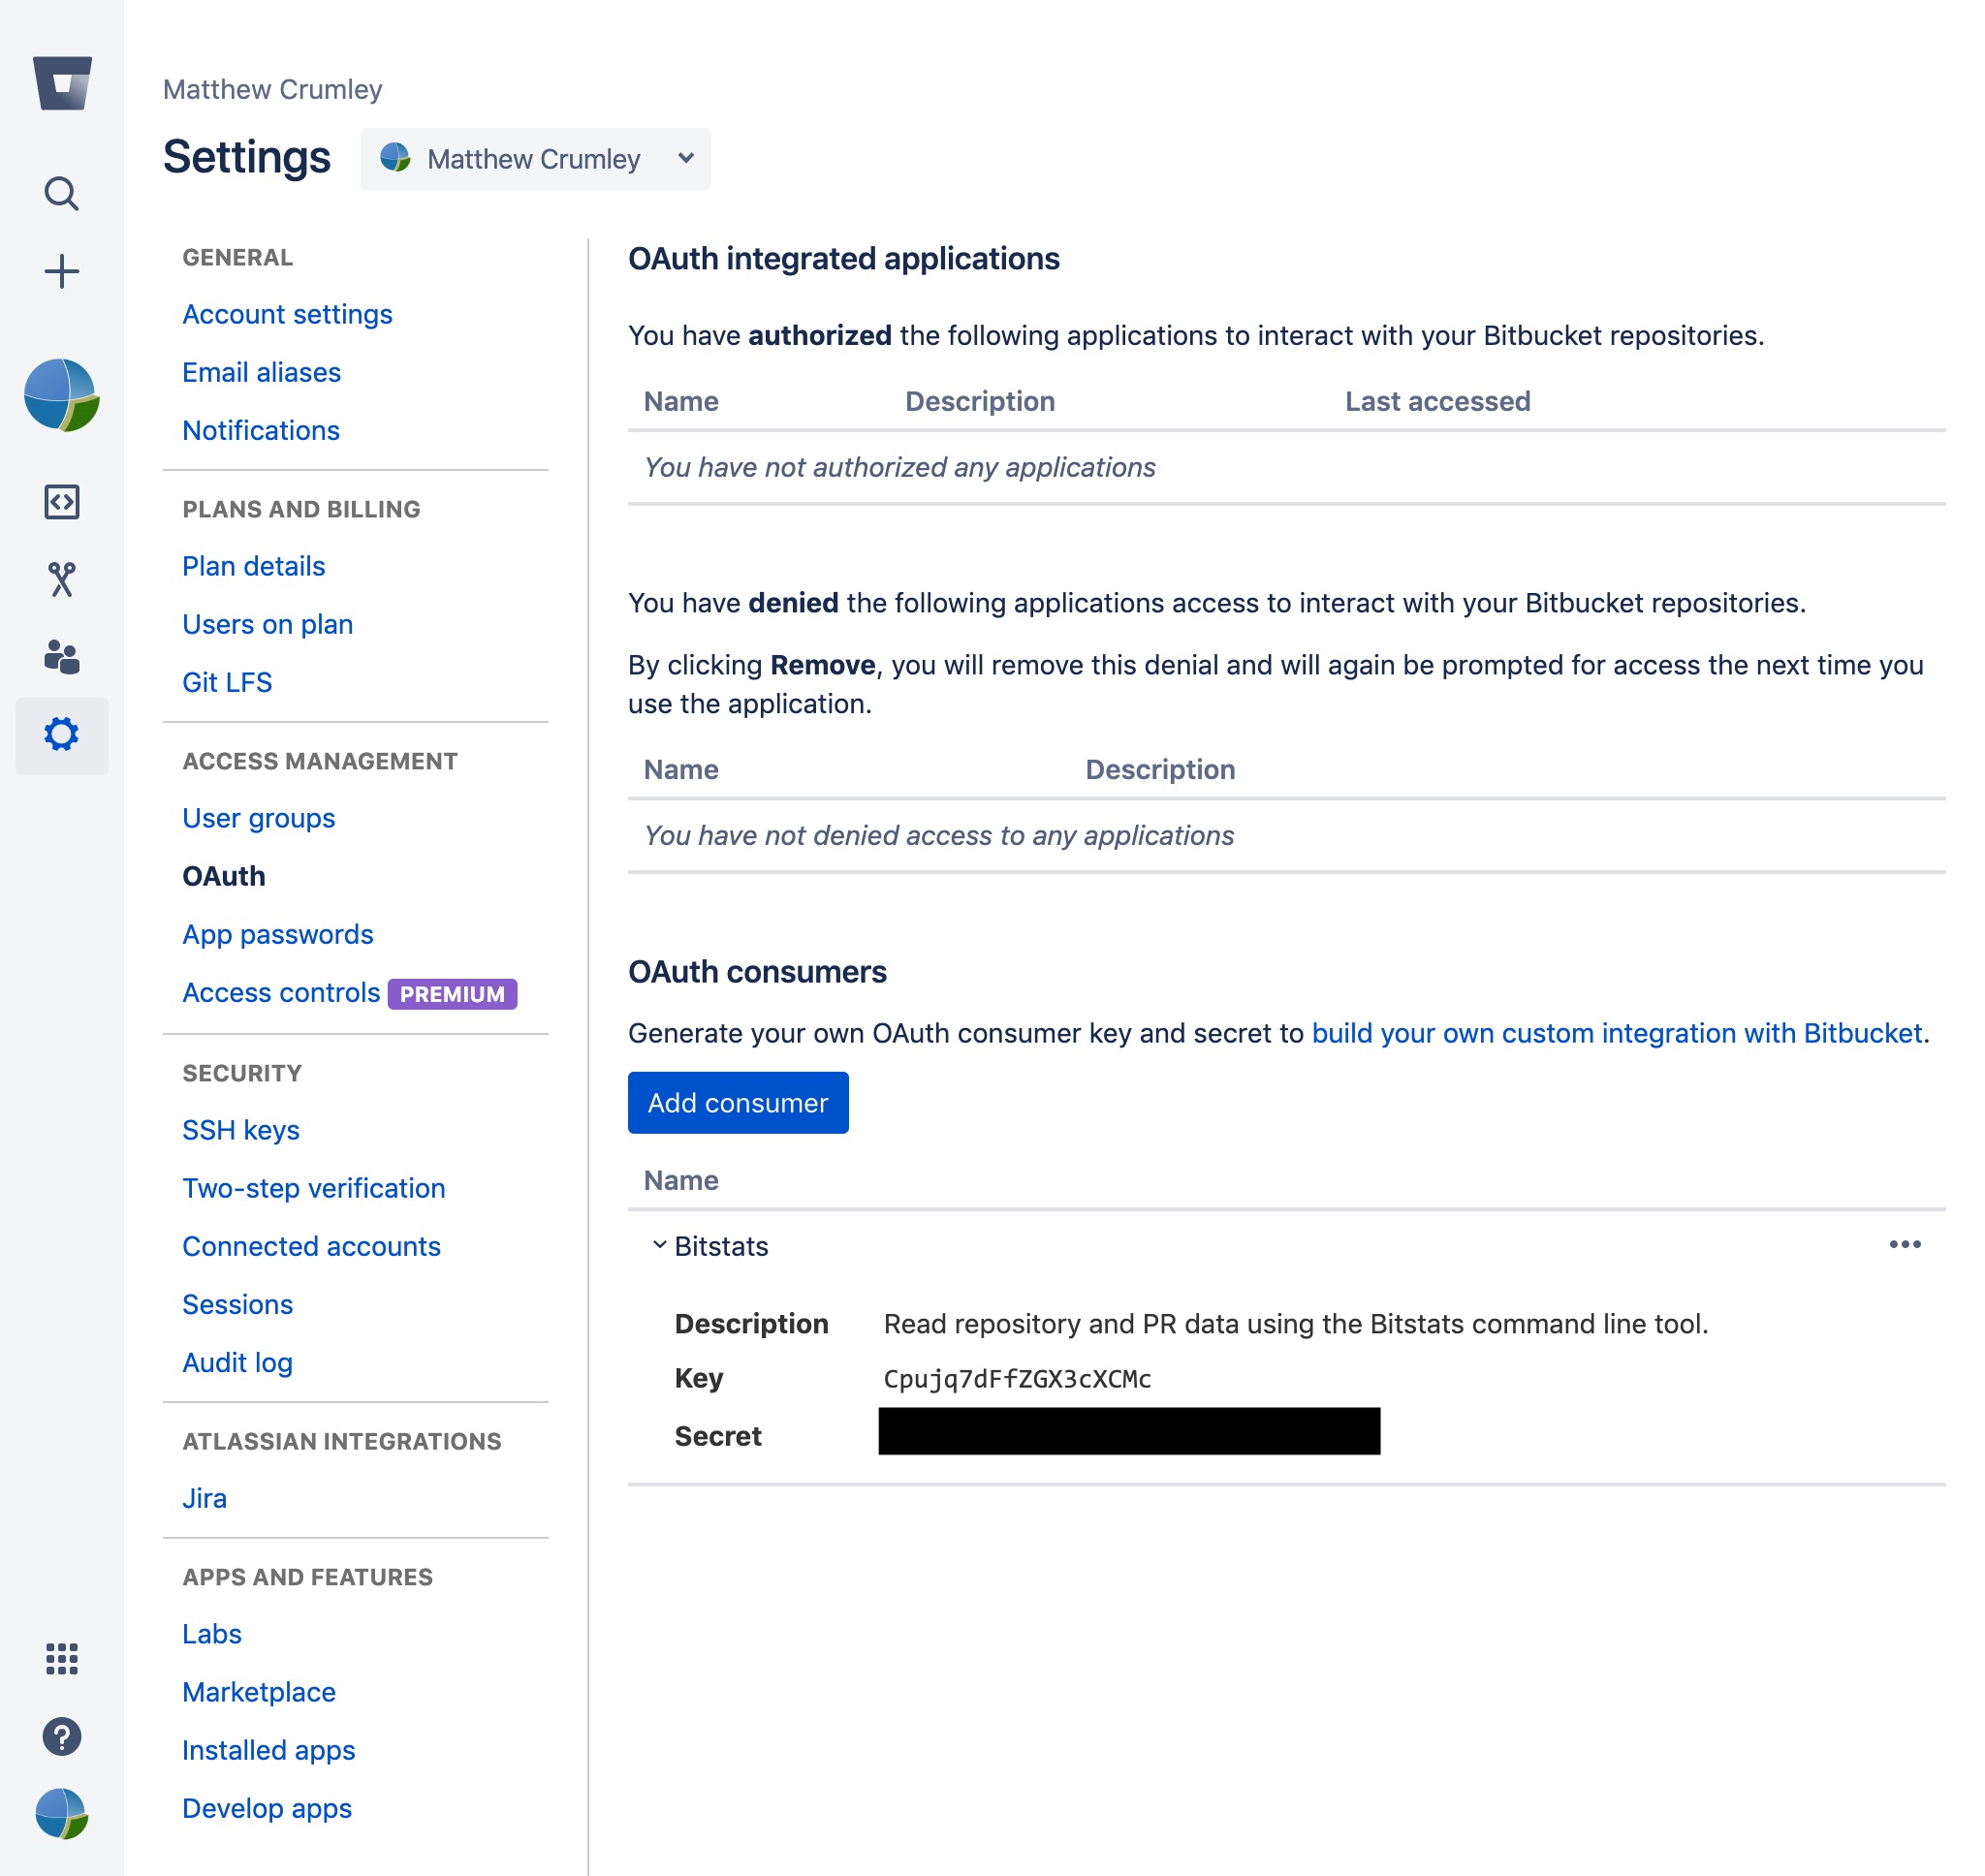 Matthew Crumley
Settings
Matthew Crumley
GENERAL
Account settings
Email aliases
Notifications
PLANS AND BILLING
Plan details
Users on plan
Git LFS
ACCESS MANAGEMENT
User groups
OAuth
App passwords
Access controls PREMIUM
SECURITY
SSH keys
Two-step verification
Connected accounts
Sessions
Audit log
ATLASSIAN INTEGRATIONS
Jira
APPS AND FEATURES
Labs
Marketplace
Installed apps
Develop apps
OAuth integrated applications
You have authorized the following applications to interact with your Bitbucket repositories.
Name Description Last accessed
You have not authorized any applications
You have denied the following applications access to interact with your Bitbucket repositories.
By clicking Remove, you will remove this denial and will again be prompted for access the next time you
use the application.
Name Description
You have not denied access to any applications
OAuth consumers
Generate your own OAuth consumer key and secret to build your own custom integration with Bitbucket.
Add consumer
Name
Bitstats
Description Read repository and PR data using the Bitstats command line tool.
Key Cpujq7dFfZGX3cXCMc
Secret